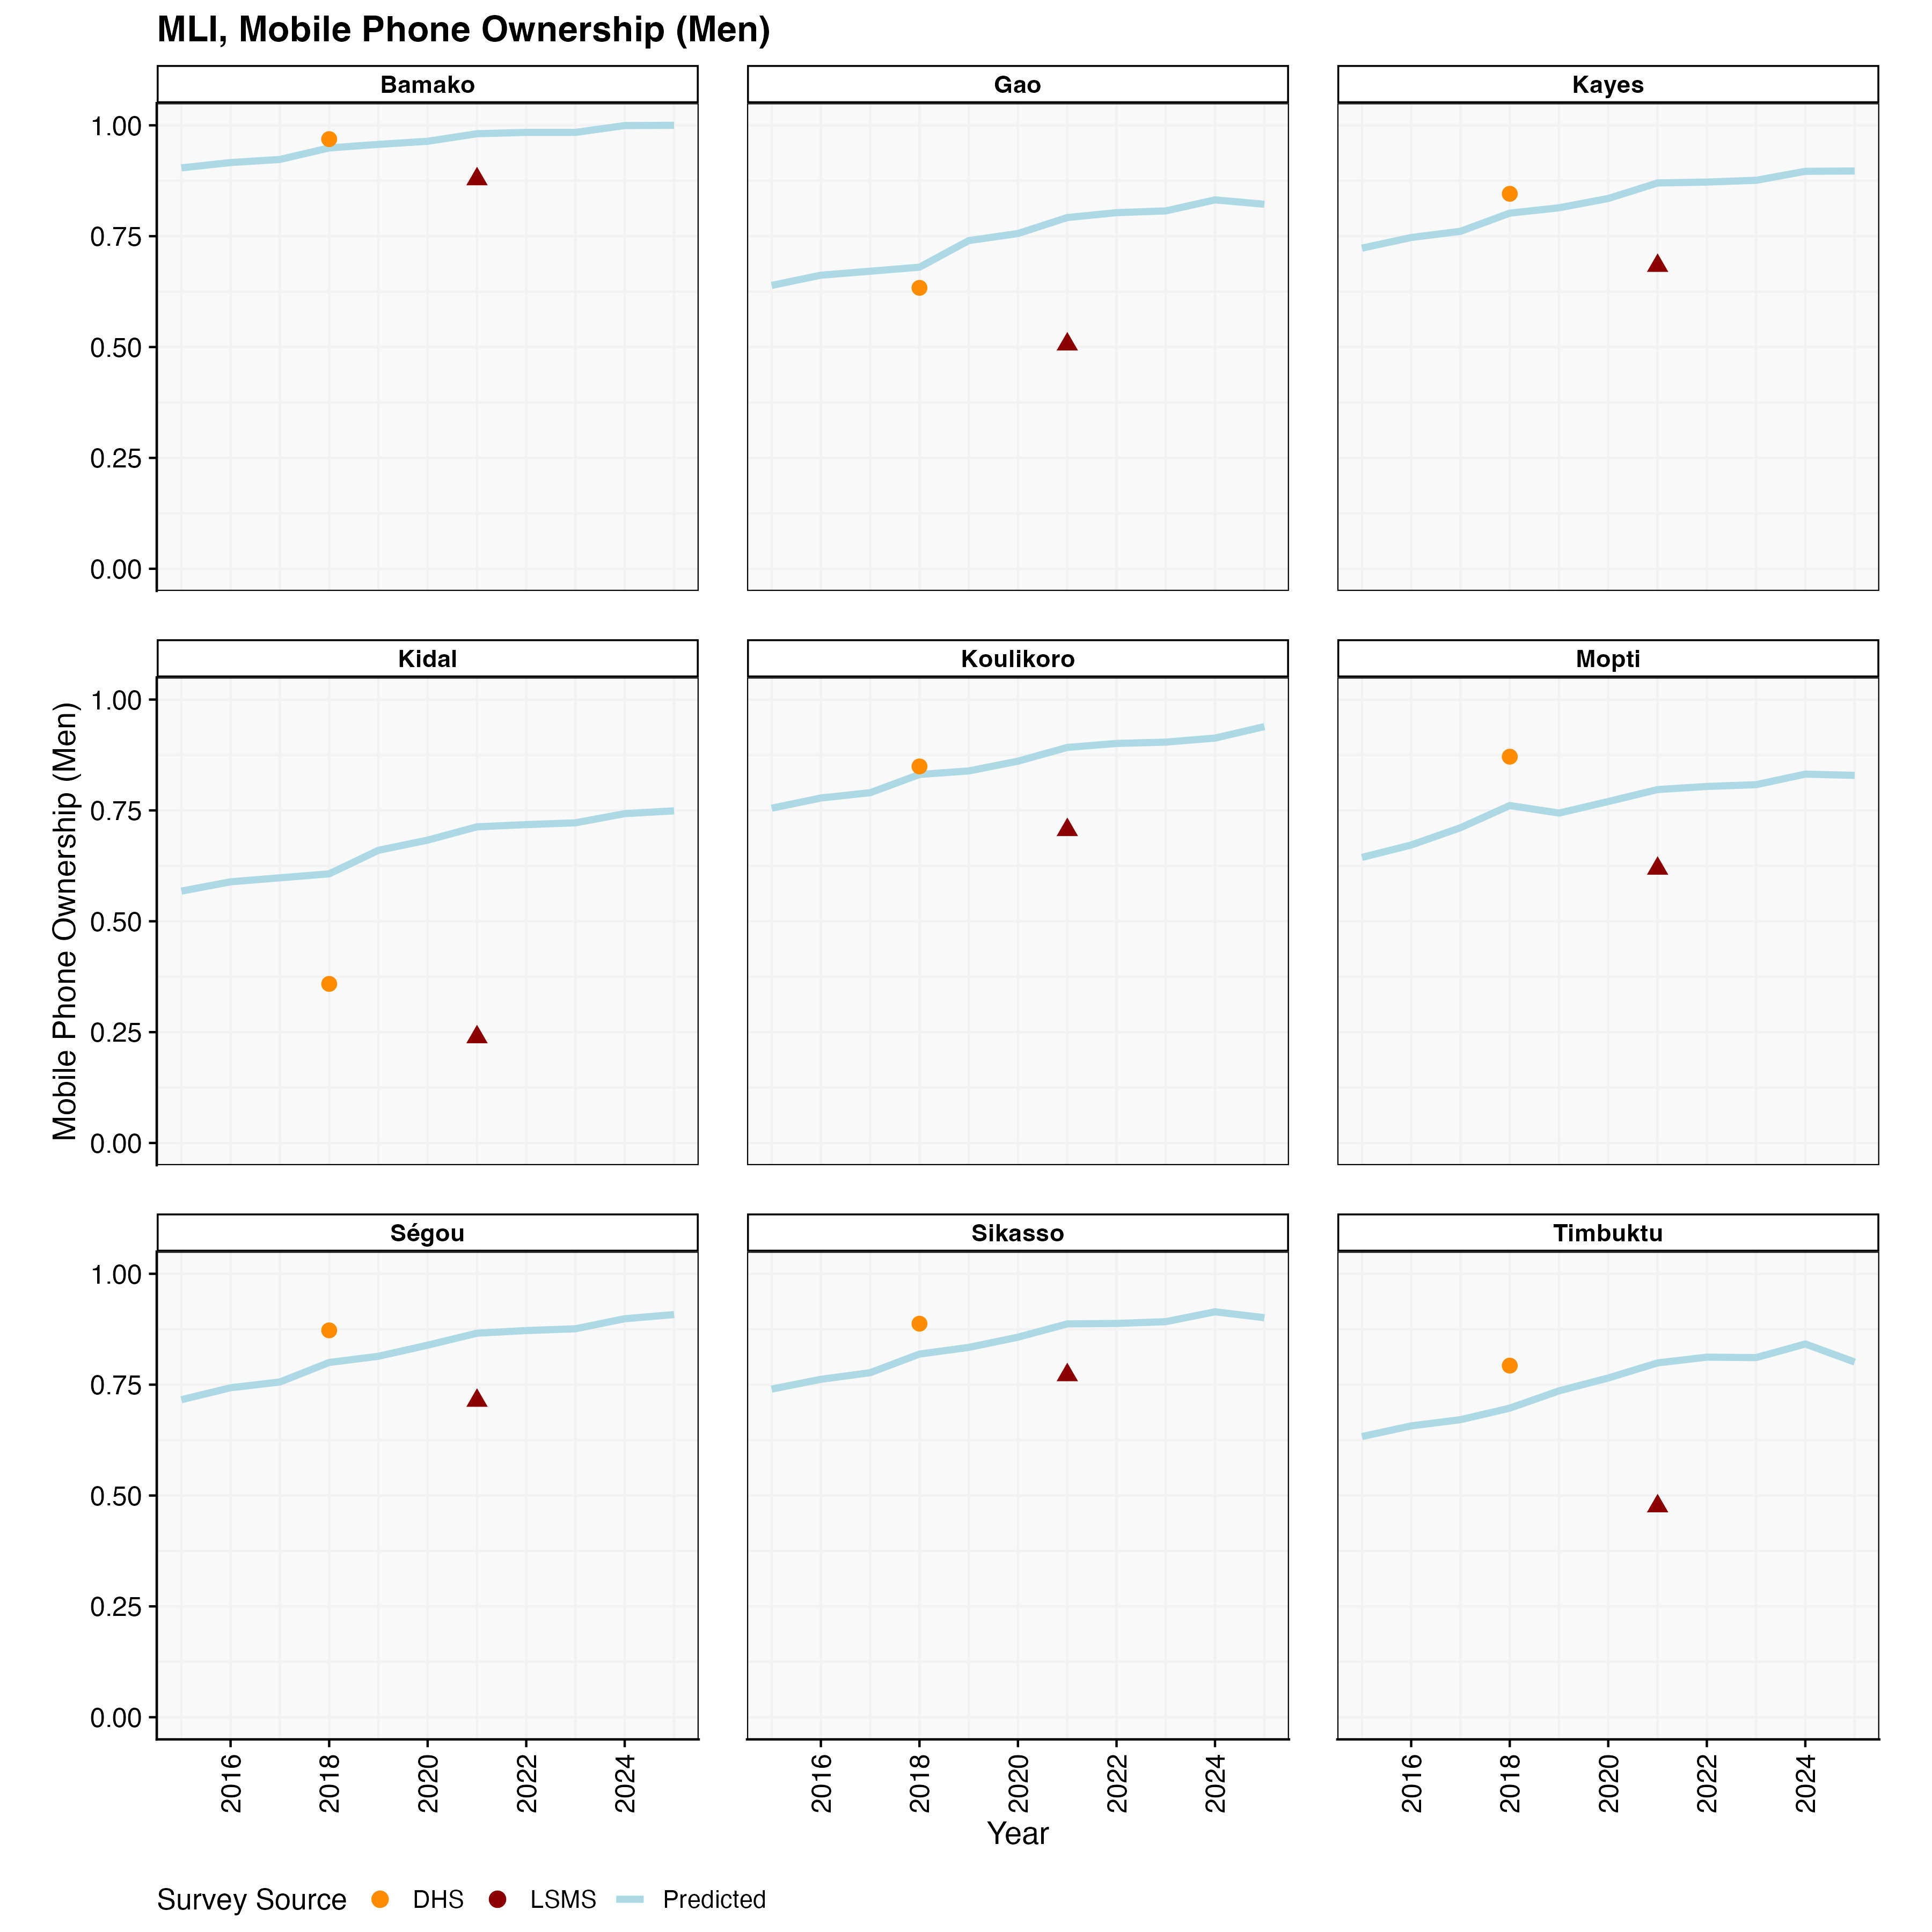 MLI, Mobile Phone Ownership (Men)
Bamako
Gao
Kayes
1.00
0.75
0.50
0.25
0.00
Kidal
Koulikoro
Mopti
1.00
0.75
0.50
0.25
0.00
Mobile Phone Ownership (Men)
Ségou
Sikasso
Timbuktu
1.00
0.75
0.50
0.25
0.00
2016 2018 2020 2022 2024
2016 2018 2020 2022 2024
2016 2018 2020 2022 2024
Year
Survey Source DHS LSMS Predicted